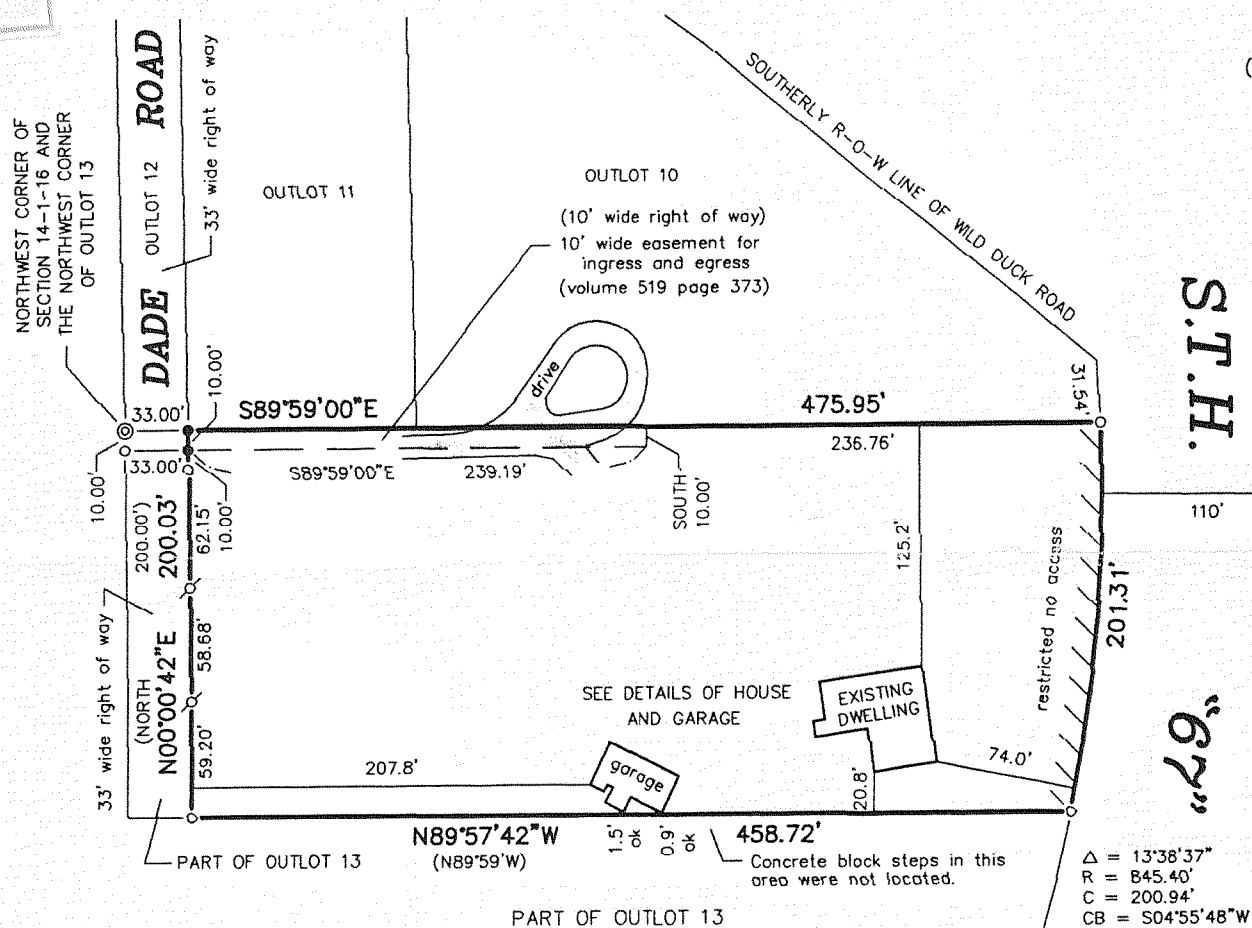 DADE ROAD
OUTLOT 12
33' wide right of way
NORTHWEST CORNER OF
SECTION 14-1-16 AND
THE NORTHWEST CORNER
OF OUTLOT 13
OUTLOT 11
OUTLOT 10
(10' wide right of way)
10' wide easement for
ingress and egress
(volume 519 page 373)
SOUTHERLY R-O-W LINE OF WILD DUCK ROAD
S.T.H.
"67"
drive
33.00'
10.00'
S89°59'00"E
475.95'
31.54'
236.76'
33.00'
10.00'
10.00'
S89°59'00"E
239.19'
SOUTH
10.00'
110'
(200.00')
200.03'
62.15'
125.2'
restricted no access
201.31'
33' wide right of way
(NORTH
N00°00'42"E
58.68'
59.20'
SEE DETAILS OF HOUSE
AND GARAGE
EXISTING
DWELLING
74.0'
207.8'
garage
20.8'
N89°57'42"W
(N89°59'W)
1.5'
ok
0.9'
ok
458.72'
PART OF OUTLOT 13
Concrete block steps in this
area were not located.
PART OF OUTLOT 13
Δ = 13°38'37"
R = 845.40'
C = 200.94'
CB = S04°55'48"W